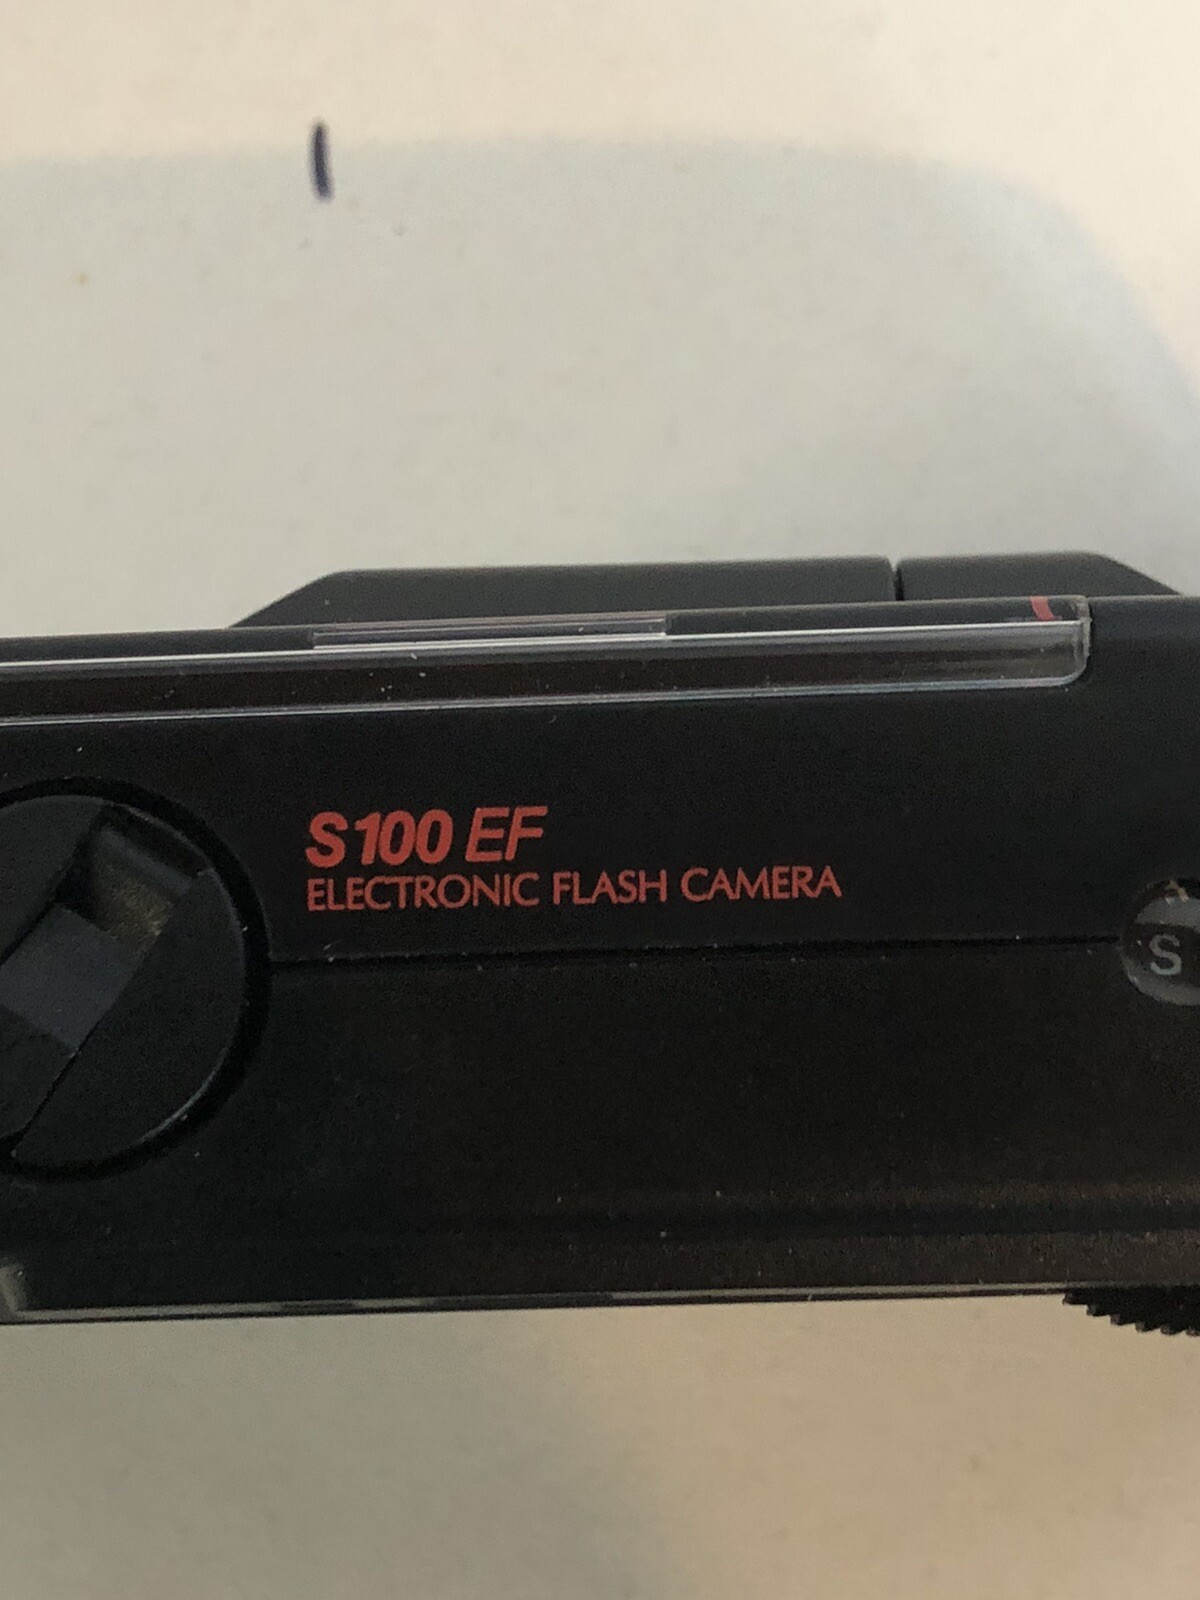 S100 EF
ELECTRONIC FLASH CAMERA
S